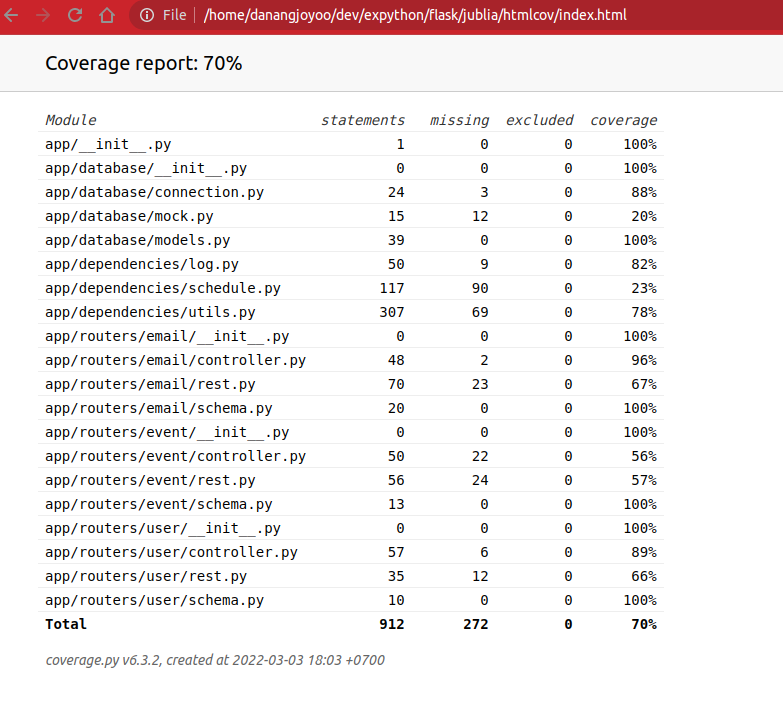 File /home/danangjoyoo/dev/expython/flask/jublia/htmlcov/index.html
Coverage report: 70%
Module statements missing excluded coverage
app/__init__.py 1 0 0 100%
app/database/__init__.py 0 0 0 100%
app/database/connection.py 24 3 0 88%
app/database/mock.py 15 12 0 20%
app/database/models.py 39 0 0 100%
app/dependencies/log.py 50 9 0 82%
app/dependencies/schedule.py 117 90 0 23%
app/dependencies/utils.py 307 69 0 78%
app/routers/email/__init__.py 0 0 0 100%
app/routers/email/controller.py 48 2 0 96%
app/routers/email/rest.py 70 23 0 67%
app/routers/email/schema.py 20 0 0 100%
app/routers/event/__init__.py 0 0 0 100%
app/routers/event/controller.py 50 22 0 56%
app/routers/event/rest.py 56 24 0 57%
app/routers/event/schema.py 13 0 0 100%
app/routers/user/__init__.py 0 0 0 100%
app/routers/user/controller.py 57 6 0 89%
app/routers/user/rest.py 35 12 0 66%
app/routers/user/schema.py 10 0 0 100%
Total 912 272 0 70%
coverage.py v6.3.2, created at 2022-03-03 18:03 +0700